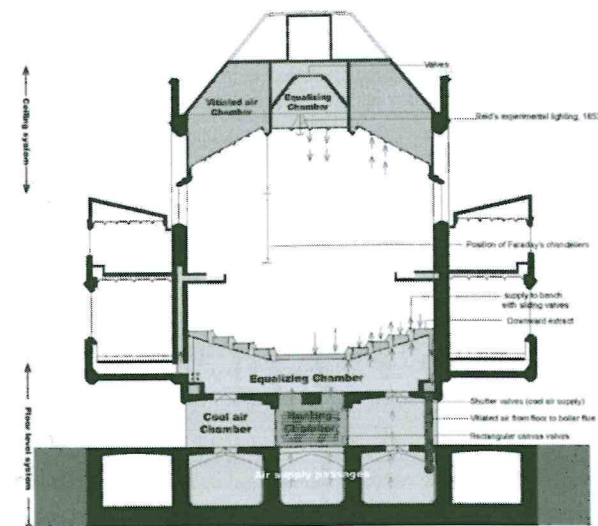 Valves
Vitiated air
Chamber
Equalizing
Chamber
Reid's experimental lighting, 1852
Ceiling system
Position of Faraday's chandeliers
supply to bench
with sliding valves
Downward extract
Equalizing Chamber
Floor level system
Cool air
Chamber
Chamber
Shutter valves (cool air supply)
Vitiated air from floor to boiler flue
Rectangular canvas valves
Air supply passages